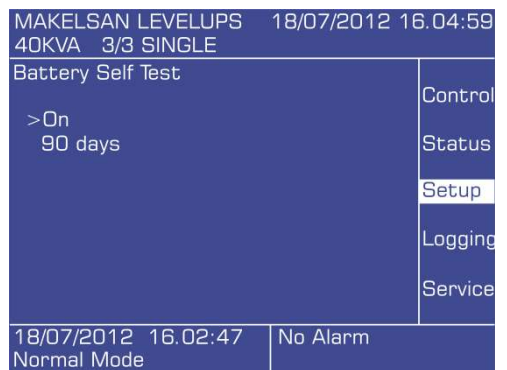 MAKELSAN LEVELUPS 18/07/2012 16.04:59
40KVA 3/3 SINGLE
Battery Self Test
>On
90 days
Control
Status
Setup
Logging
Service
18/07/2012 16.02:47 No Alarm
Normal Mode